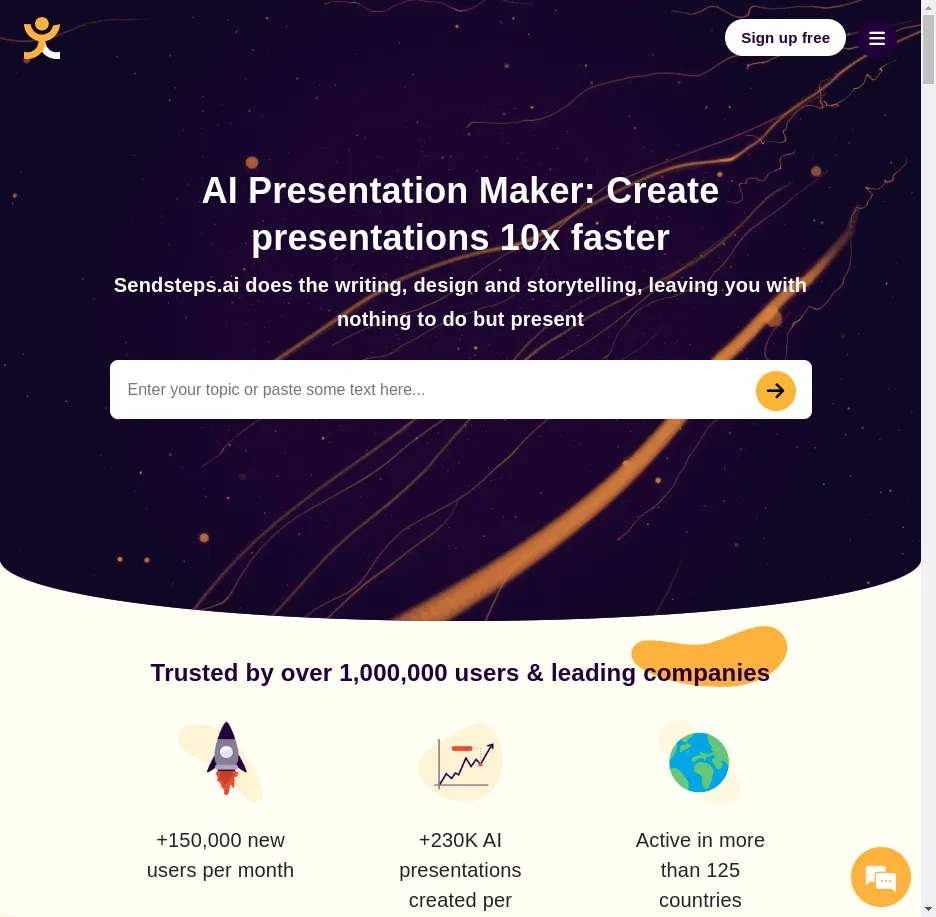 Sign up free
AI Presentation Maker: Create
presentations 10x faster
Sendsteps.ai does the writing, design and storytelling, leaving you with
nothing to do but present
Enter your topic or paste some text here...
Trusted by over 1,000,000 users & leading companies
+150,000 new
users per month
+230K AI
presentations
created per
Active in more
than 125
countries